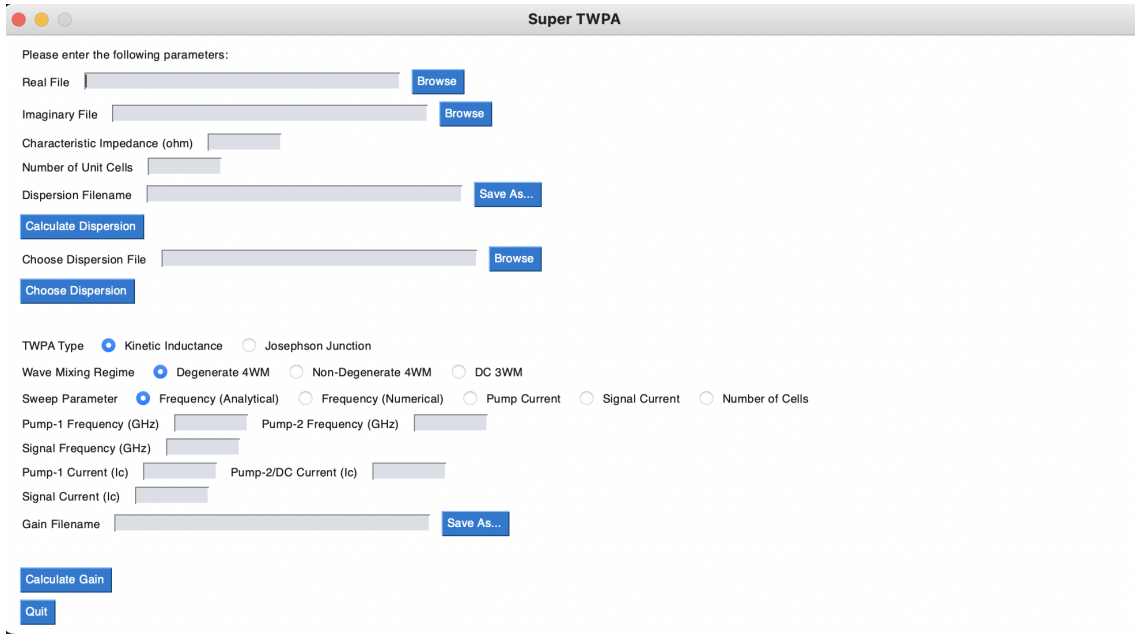 Super TWPA
Please enter the following parameters:
Real File Browse
Imaginary File Browse
Characteristic Impedance (ohm)
Number of Unit Cells
Dispersion Filename Save As...
Calculate Dispersion
Choose Dispersion File Browse
Choose Dispersion
TWPA Type Kinetic Inductance Josephson Junction
Wave Mixing Regime Degenerate 4WM Non-Degenerate 4WM DC 3WM
Sweep Parameter Frequency (Analytical) Frequency (Numerical) Pump Current Signal Current Number of Cells
Pump-1 Frequency (GHz) Pump-2 Frequency (GHz)
Signal Frequency (GHz)
Pump-1 Current (Ic) Pump-2/DC Current (Ic)
Signal Current (Ic)
Gain Filename Save As...
Calculate Gain
Quit